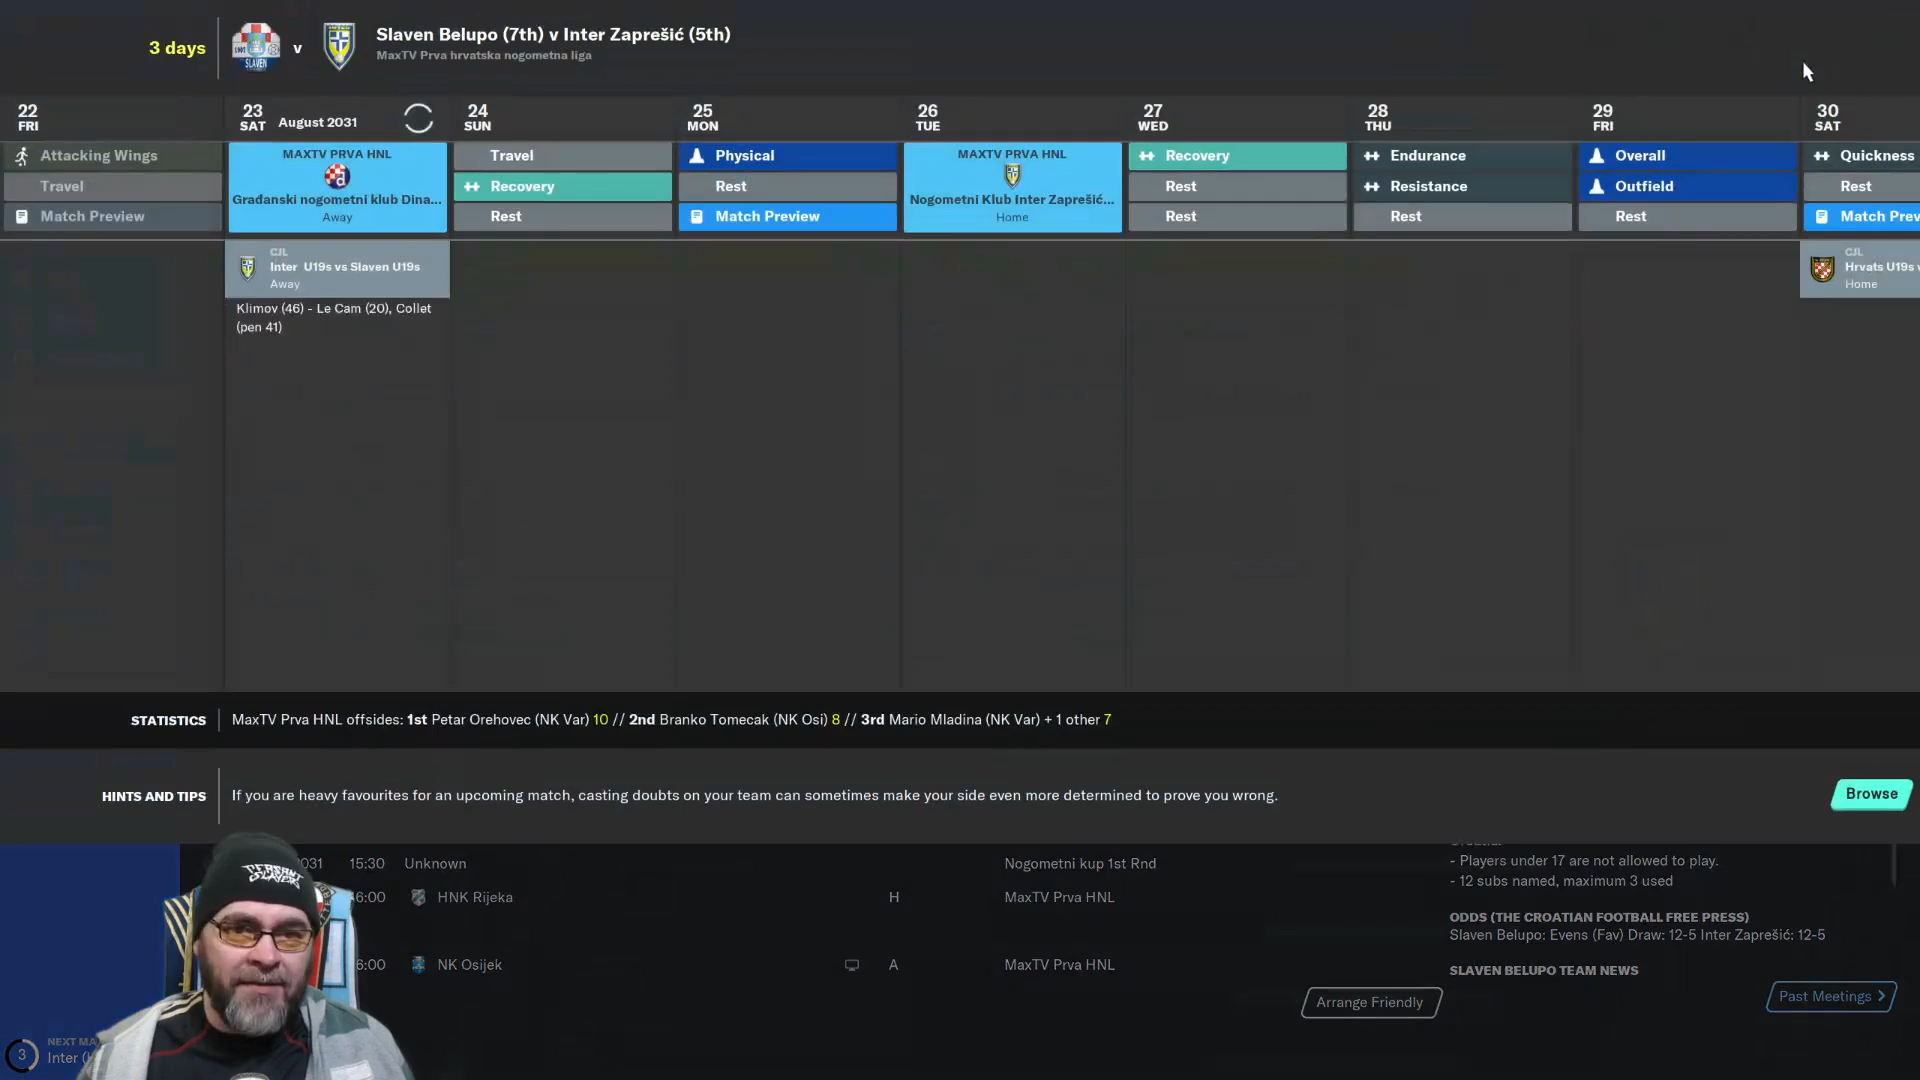 3 days
v
Slaven Belupo (7th) v Inter Zaprešić (5th)
MaxTV Prva hrvatska nogometna liga
SLAVEN
22
FRI
23
SAT August 2031
24
SUN
25
MON
26
TUE
27
WED
28
THU
29
FRI
30
SAT
Attacking Wings
Travel
Match Preview
MAXTV PRVA HNL
Građanski nogometni klub Dina...
Away
Travel
Recovery
Rest
Physical
Rest
Match Preview
MAXTV PRVA HNL
Nogometni Klub Inter Zaprešić...
Home
Recovery
Rest
Rest
Endurance
Resistance
Rest
Overall
Outfield
Rest
Quickness
Rest
Match Prev
CJL
Inter U19s vs Slaven U19s
Away
Klimov (46) - Le Cam (20), Collet
(pen 41)
CJL
Hrvats U19s v
Home
STATISTICS
MaxTV Prva HNL offsides: 1st Petar Orehovec (NK Var) 10 // 2nd Branko Tomecak (NK Osi) 8 // 3rd Mario Mladina (NK Var) + 1 other 7
HINTS AND TIPS
If you are heavy favourites for an upcoming match, casting doubts on your team can sometimes make your side even more determined to prove you wrong.
Browse
031 15:30 Unknown Nogometni kup 1st Rnd
6:00 HNK Rijeka H MaxTV Prva HNL
6:00 NK Osijek A MaxTV Prva HNL
- Players under 17 are not allowed to play.
- 12 subs named, maximum 3 used
ODDS (THE CROATIAN FOOTBALL FREE PRESS)
Slaven Belupo: Evens (Fav) Draw: 12-5 Inter Zaprešić: 12-5
SLAVEN BELUPO TEAM NEWS
Arrange Friendly
Past Meetings
3
NEXT MA
Inter (